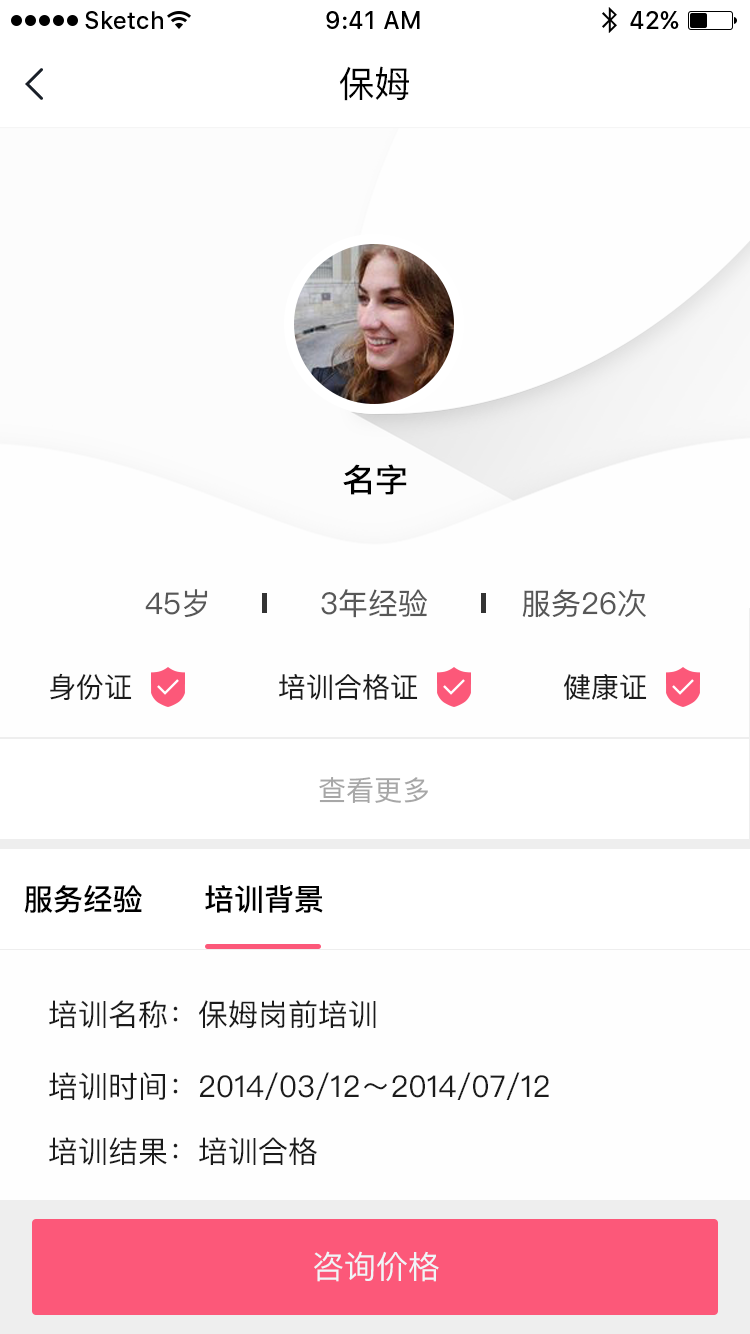 Sketch 9:41 AM 42%
保姆
名字
45岁 3年经验 服务26次
身份证 培训合格证 健康证
查看更多
服务经验 培训背景
培训名称：保姆岗前培训
培训时间：2014/03/12～2014/07/12
培训结果：培训合格
咨询价格